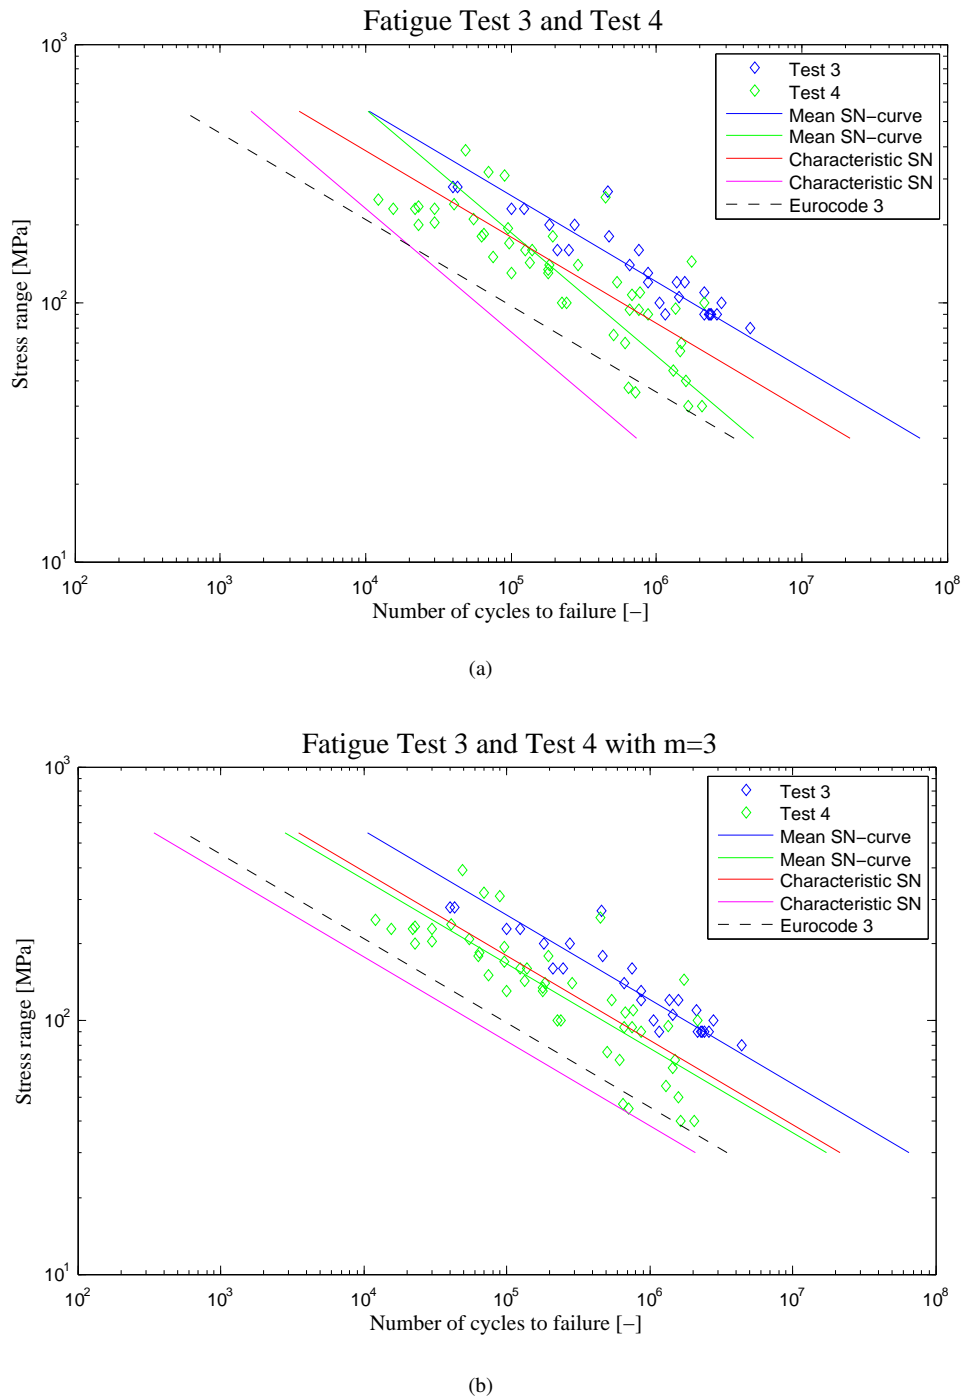 Fatigue Test 3 and Test 4
10^3
Test 3
Test 4
Mean SN-curve
Mean SN-curve
Characteristic SN
Characteristic SN
Eurocode 3
Stress range [MPa]
10^2
10^1
10^2 10^3 10^4 10^5 10^6 10^7 10^8
Number of cycles to failure [-]
(a)
Fatigue Test 3 and Test 4 with m=3
10^3
Test 3
Test 4
Mean SN-curve
Mean SN-curve
Characteristic SN
Characteristic SN
Eurocode 3
Stress range [MPa]
10^2
10^1
10^2 10^3 10^4 10^5 10^6 10^7 10^8
Number of cycles to failure [-]
(b)